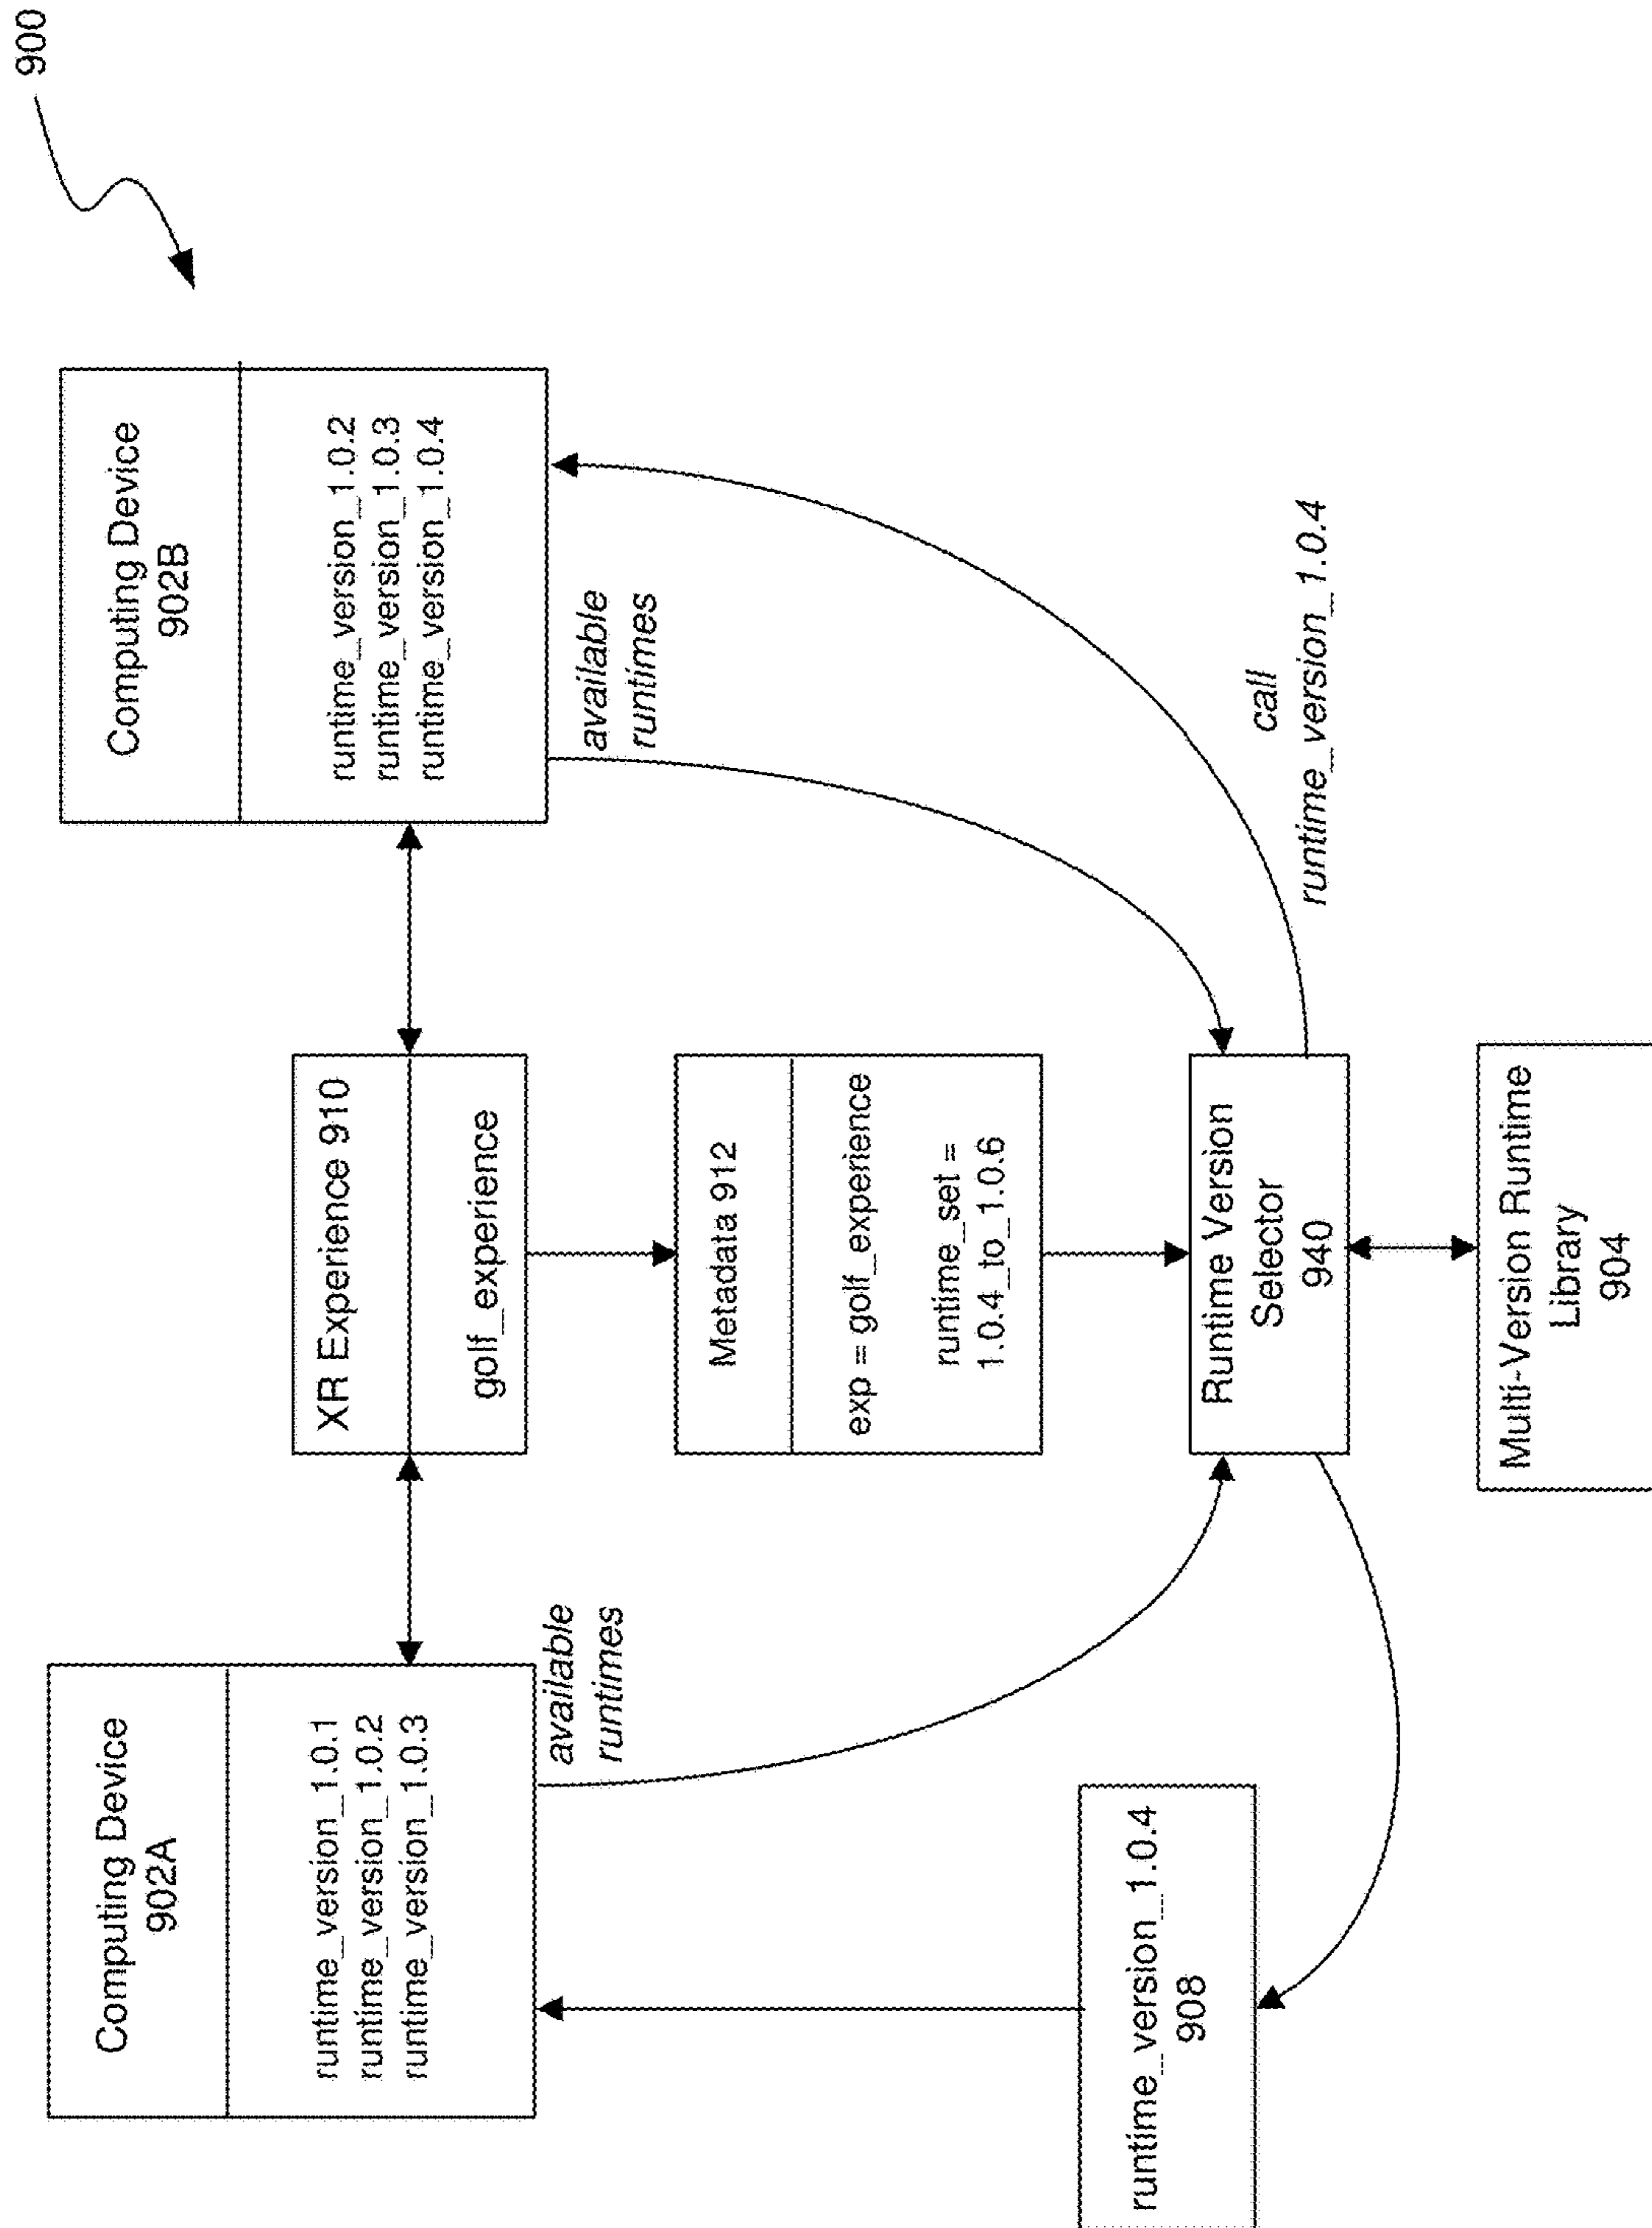 900
Computing Device
902A
runtime_version_1.0.1
runtime_version_1.0.2
runtime_version_1.0.3
XR Experience 910
golf_experience
Computing Device
902B
runtime_version_1.0.2
runtime_version_1.0.3
runtime_version_1.0.4
available
runtimes
available
runtimes
Metadata 912
exp = golf_experience
runtime_set =
1.0.4_to_1.0.6
runtime_version_1.0.4
908
Runtime Version
Selector
940
call
runtime_version_1.0.4
Multi-Version Runtime
Library
904